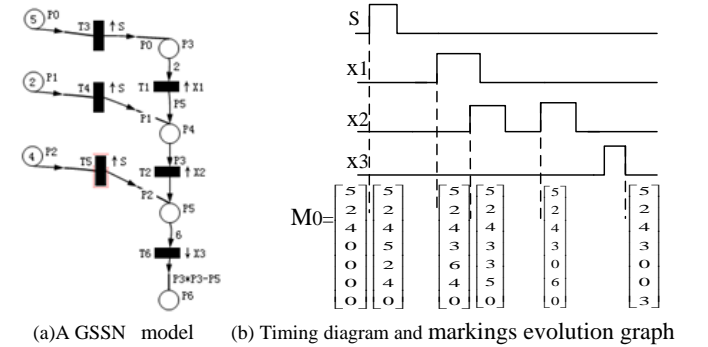 5 P0
T3 ↑S
P0 P3
2
T1 ↑X1
P5
2 P1
T4 ↑S
P1 P4
P3
T2 ↑X2
4 P2
T5 ↑S
P2 P5
6
T6 ↓X3
P3*P3-P5
P6
(a)A GSSN model
S
x1
x2
x3
M0=
5 5 5 5 5 5
2 2 2 2 2 2
4 4 4 4 4 4
0 5 3 3 3 3
0 2 6 3 0 0
0 4 4 5 6 0
0 0 0 0 0 3
(b) Timing diagram and markings evolution graph